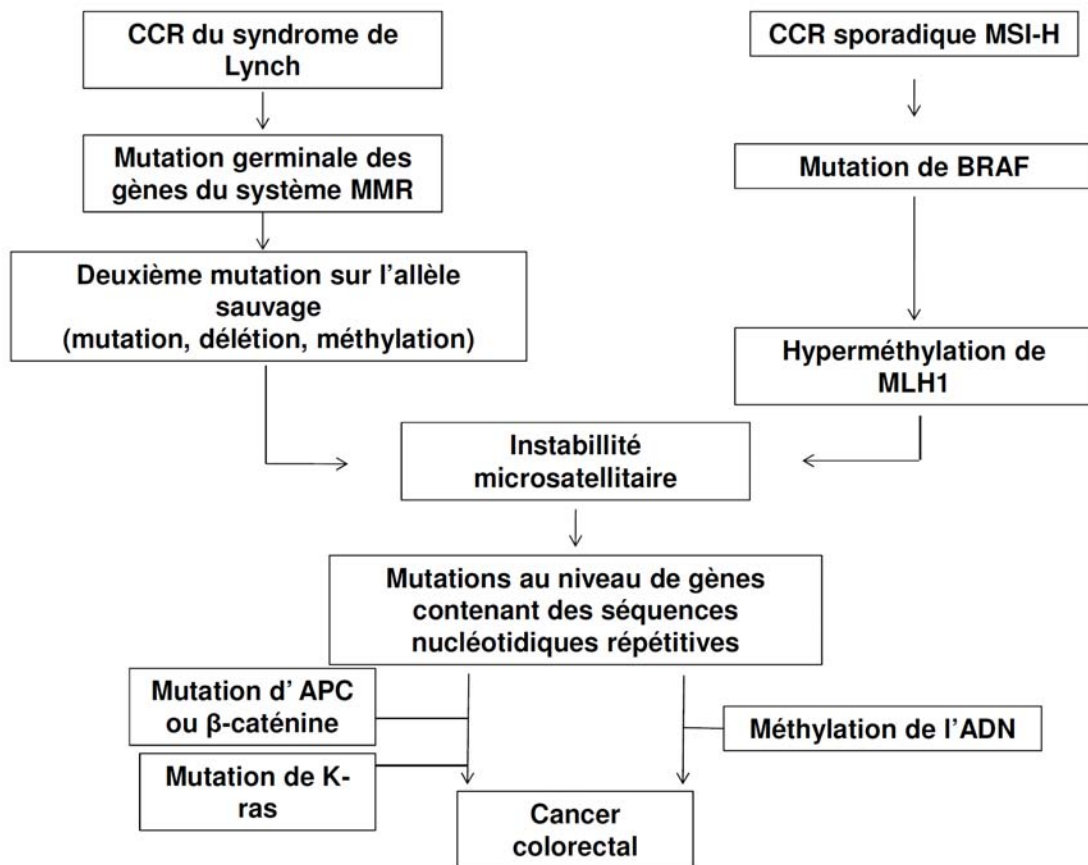 CCR du syndrome de
Lynch
CCR sporadique MSI-H
Mutation germinale des
gènes du système MMR
Mutation de BRAF
Deuxième mutation sur l’allèle
sauvage
(mutation, délétion, méthylation)
Hyperméthylation de
MLH1
Instabillité
microsatellitaire
Mutations au niveau de gènes
contenant des séquences
nucléotidiques répétitives
Mutation d’ APC
ou β-caténine
Méthylation de l’ADN
Mutation de K-
ras
Cancer
colorectal